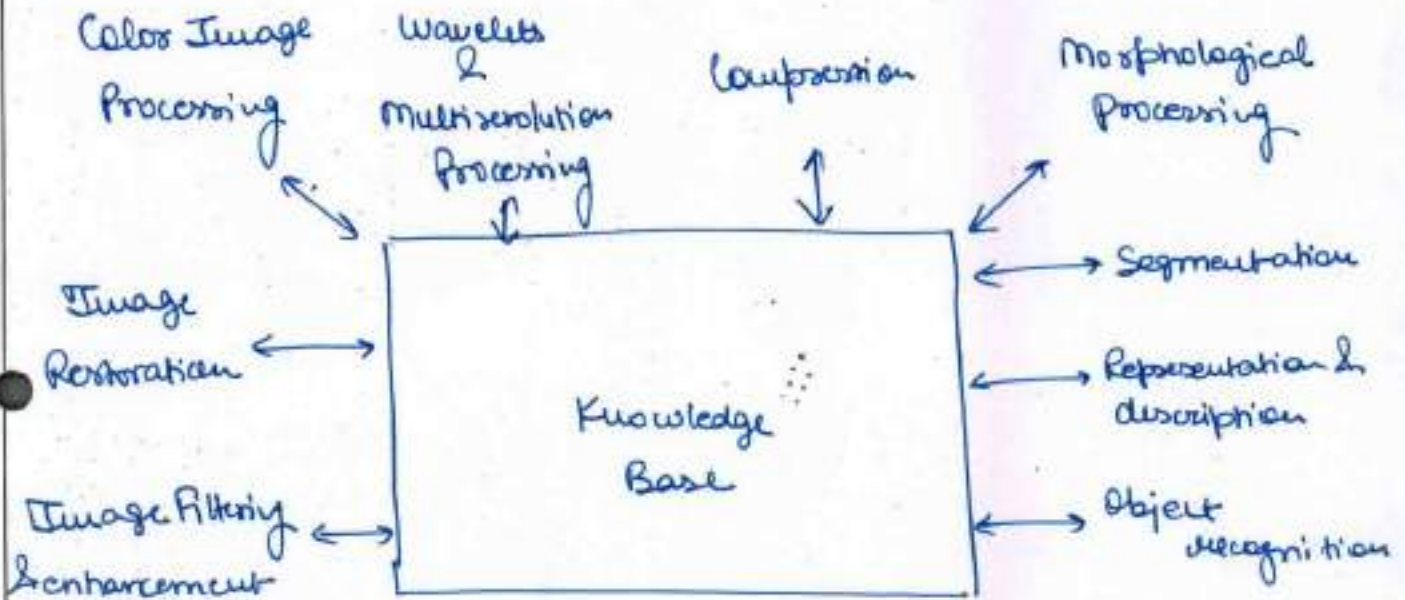 Color Image
Processing
Wavelets
&
Multiresolution
Processing
Compression
Morphological
Processing
Image
Restoration
Segmentation
Representation &
description
Knowledge
Base
Image Filtering
& enhancement
Object
recognition